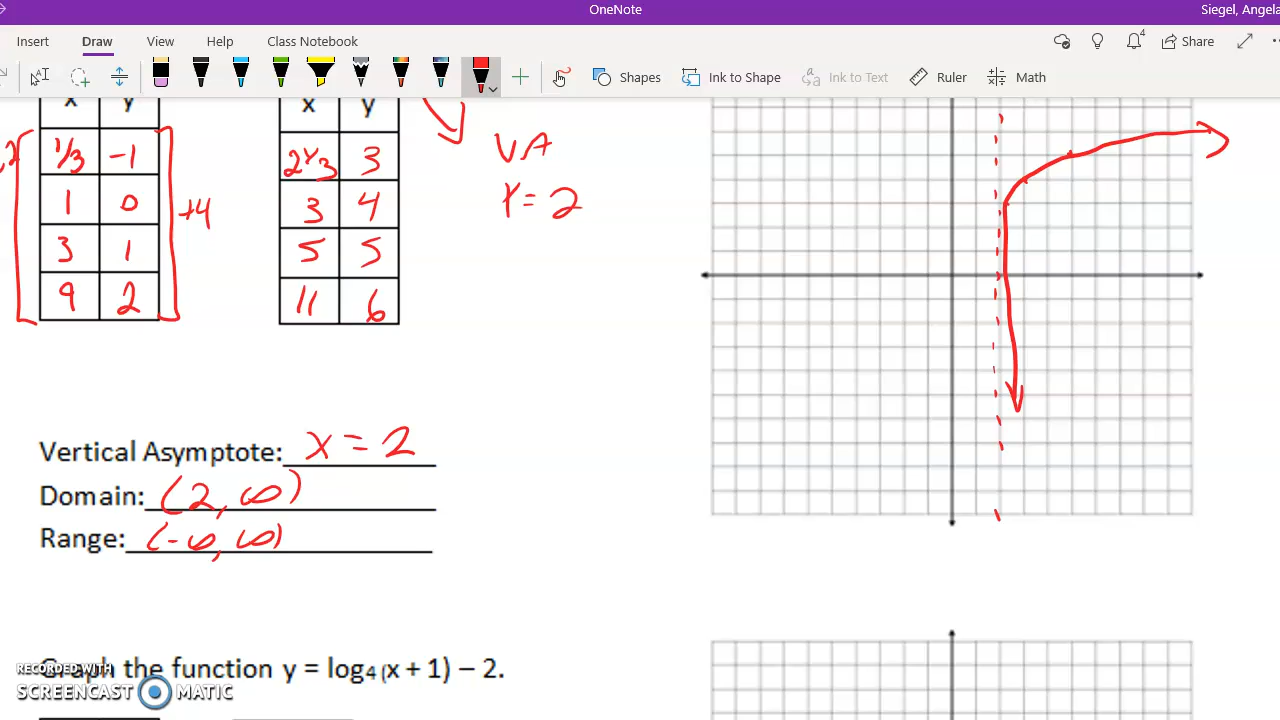 OneNote
Siegel, Angela
Insert Draw View Help Class Notebook
4 Share
Shapes Ink to Shape Ink to Text Ruler Math
x y
x y
1/3 -1
1 0
3 1
9 2
+4
2 1/3 3
3 4
5 5
11 6
VA
Y = 2
Vertical Asymptote: x = 2
Domain: (2, ∞)
Range: (-∞, ∞)
Graph the function y = log₄ (x + 1) – 2.
RECORDED WITH
SCREENCAST MATIC